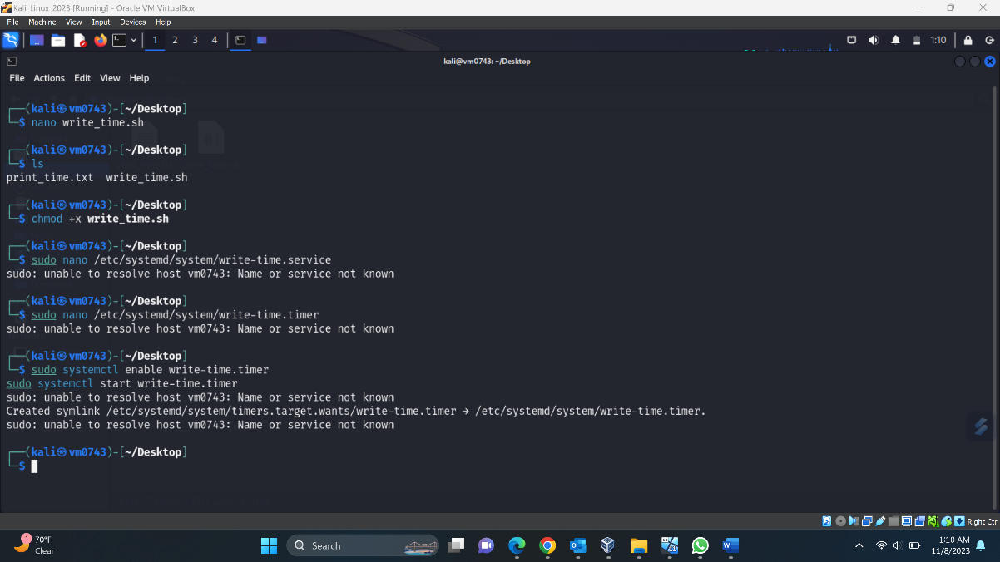 Kali_Linux_2023 [Running] - Oracle VM VirtualBox
File Machine View Input Devices Help
1 2 3 4 1:10
kali@vm0743: ~/Desktop
File Actions Edit View Help
┌──(kali㉿vm0743)-[~/Desktop]
└─$ nano write_time.sh
┌──(kali㉿vm0743)-[~/Desktop]
└─$ ls
print_time.txt write_time.sh
┌──(kali㉿vm0743)-[~/Desktop]
└─$ chmod +x write_time.sh
┌──(kali㉿vm0743)-[~/Desktop]
└─$ sudo nano /etc/systemd/system/write-time.service
sudo: unable to resolve host vm0743: Name or service not known
┌──(kali㉿vm0743)-[~/Desktop]
└─$ sudo nano /etc/systemd/system/write-time.timer
sudo: unable to resolve host vm0743: Name or service not known
┌──(kali㉿vm0743)-[~/Desktop]
└─$ sudo systemctl enable write-time.timer
sudo systemctl start write-time.timer
sudo: unable to resolve host vm0743: Name or service not known
Created symlink /etc/systemd/system/timers.target.wants/write-time.timer → /etc/systemd/system/write-time.timer.
sudo: unable to resolve host vm0743: Name or service not known
┌──(kali㉿vm0743)-[~/Desktop]
└─$
Right Ctrl
1
70°F
Clear
Search
1:10 AM
11/8/2023